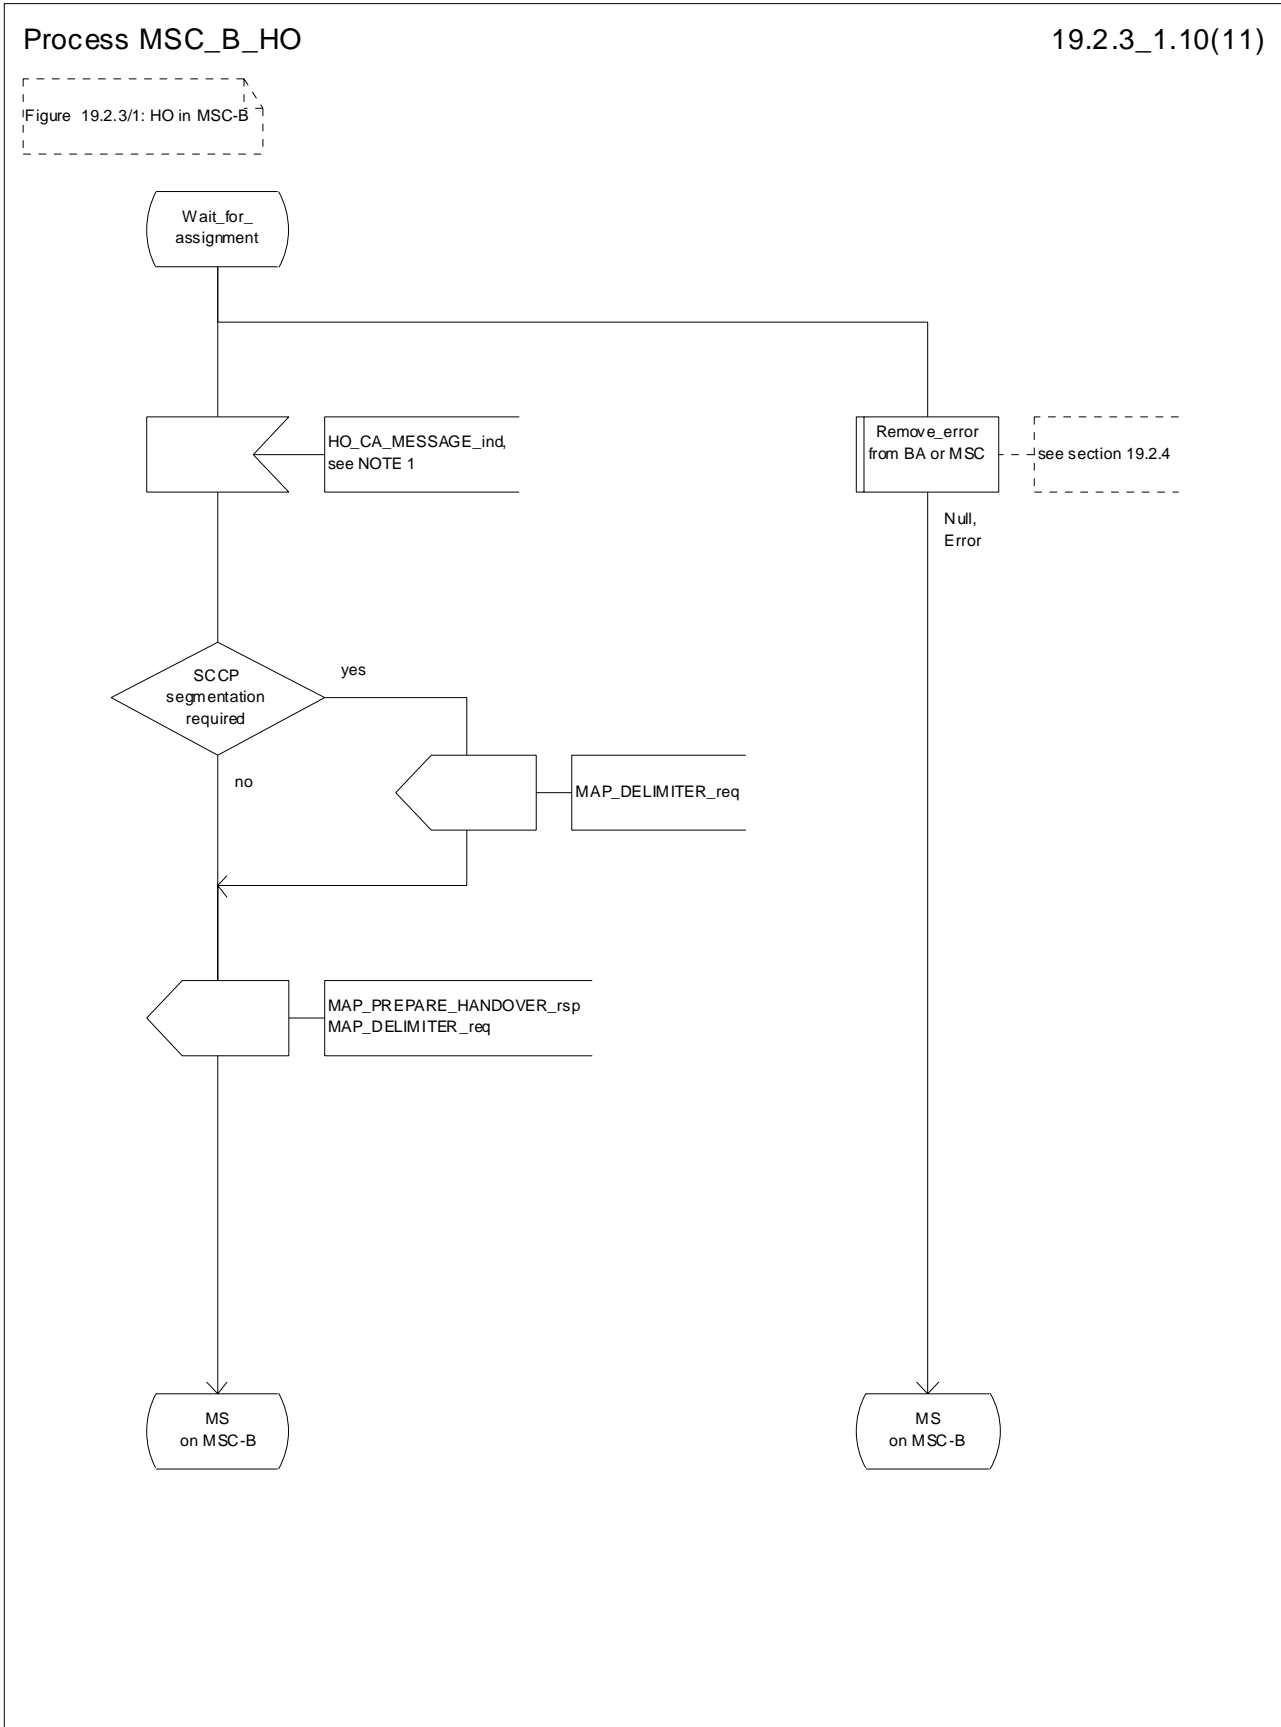 Process MSC_B_HO
19.2.3_1.10(11)
Figure 19.2.3/1: HO in MSC-B
Wait_for_
assignment
HO_CA_MESSAGE_ind,
see NOTE 1
Remove_error
from BA or MSC
see section 19.2.4
Null,
Error
SCCP
segmentation
required
yes
no
MAP_DELIMITER_req
MAP_PREPARE_HANDOVER_rsp
MAP_DELIMITER_req
MS
on MSC-B
MS
on MSC-B